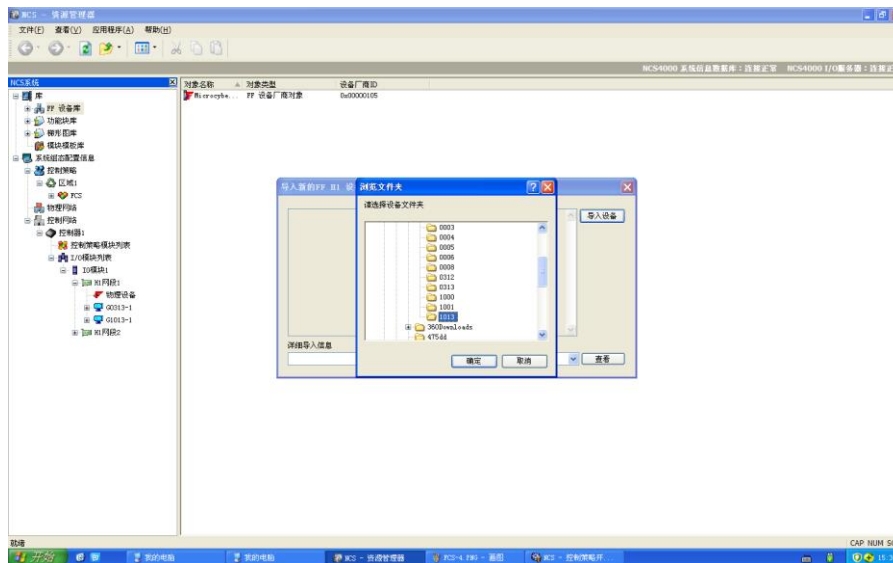 NCS - 资源管理器
文件(F) 查看(V) 应用程序(A) 帮助(H)
NCS4000 系统信息数据库：连接正常 NCS4000 I/O服务器：连接正
NCS系统
库
FF 设备库
功能块库
梯形图库
模块模板库
系统组态配置信息
控制策略
区域1
FCS
物理网络
控制网络
控制器1
控制策略模块列表
I/O模块列表
IO模块1
H1网段1
物理设备
G0313-1
G1013-1
H1网段2
对象名称 对象类型 设备厂商ID
Microcybe... FF 设备厂商对象 0x00000105
导入新的FF H1 设
导入设备
详细导入信息
查看
浏览文件夹
请选择设备文件夹
0003
0004
0005
0006
0008
0312
0313
1000
1001
1013
360Downloads
475dd
确定 取消
就绪
CAP NUM
开始 我的电脑 我的电脑 NCS - 资源管理器 FCS-4.PNG - 画图 NCS - 控制策略开...